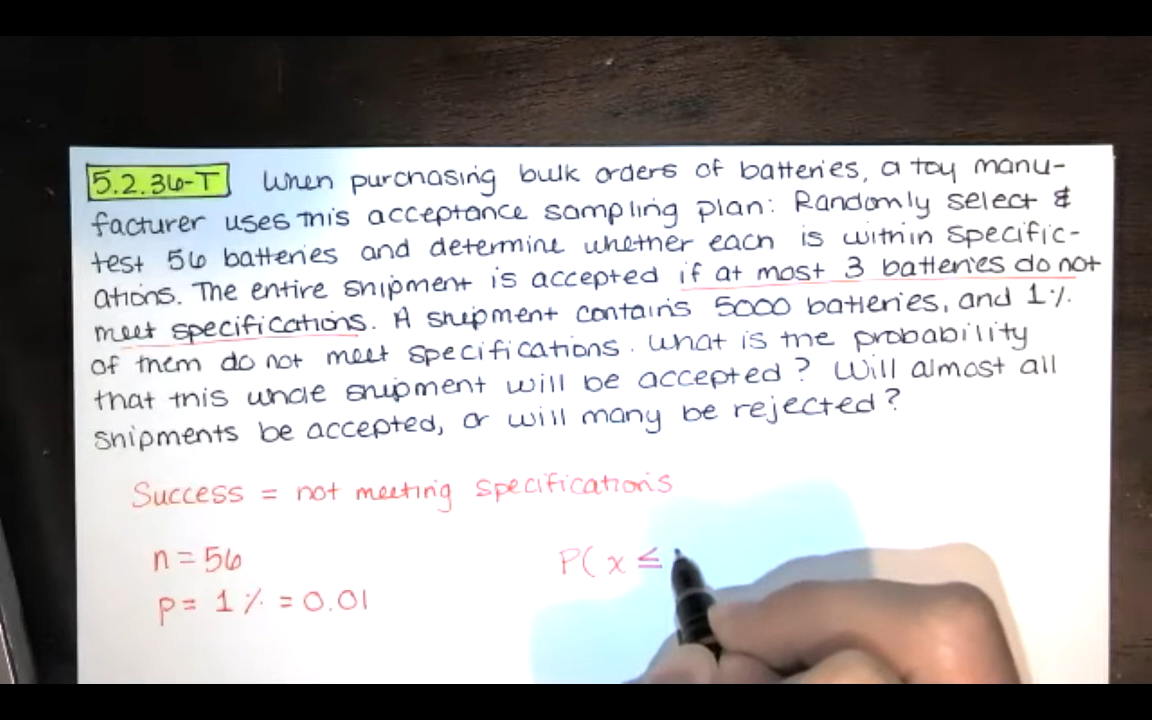 5.2.36-T When purchasing bulk orders of batteries, a toy manu-
facturer uses this acceptance sampling plan: Randomly select &
test 56 batteries and determine whether each is within specific-
ations. The entire shipment is accepted if at most 3 batteries do not
meet specifications. A shipment contains 5000 batteries, and 1%
of them do not meet specifications. What is the probability
that this whole shipment will be accepted? Will almost all
shipments be accepted, or will many be rejected?
Success = not meeting specifications
n = 56
P( x ≤
p = 1% = 0.01